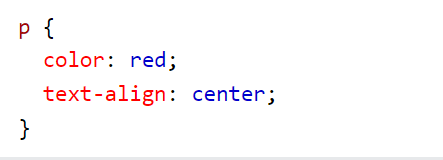 p {
  color: red;
  text-align: center;
}